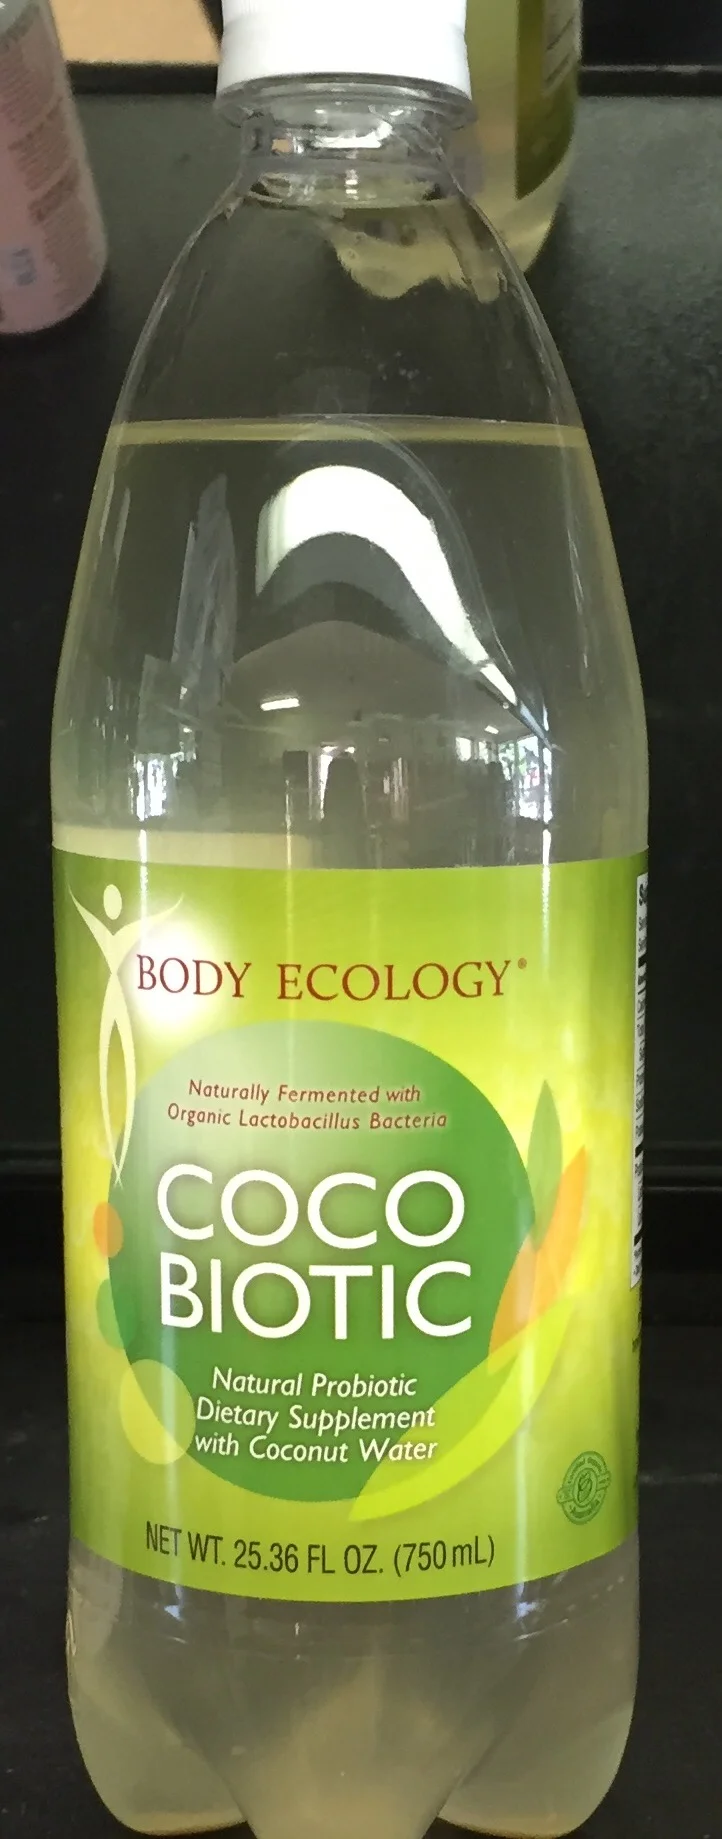 BODY ECOLOGY®
Naturally Fermented with
Organic Lactobacillus Bacteria
COCO
BIOTIC
Natural Probiotic
Dietary Supplement
with Coconut Water
NET WT. 25.36 FL OZ. (750 mL)